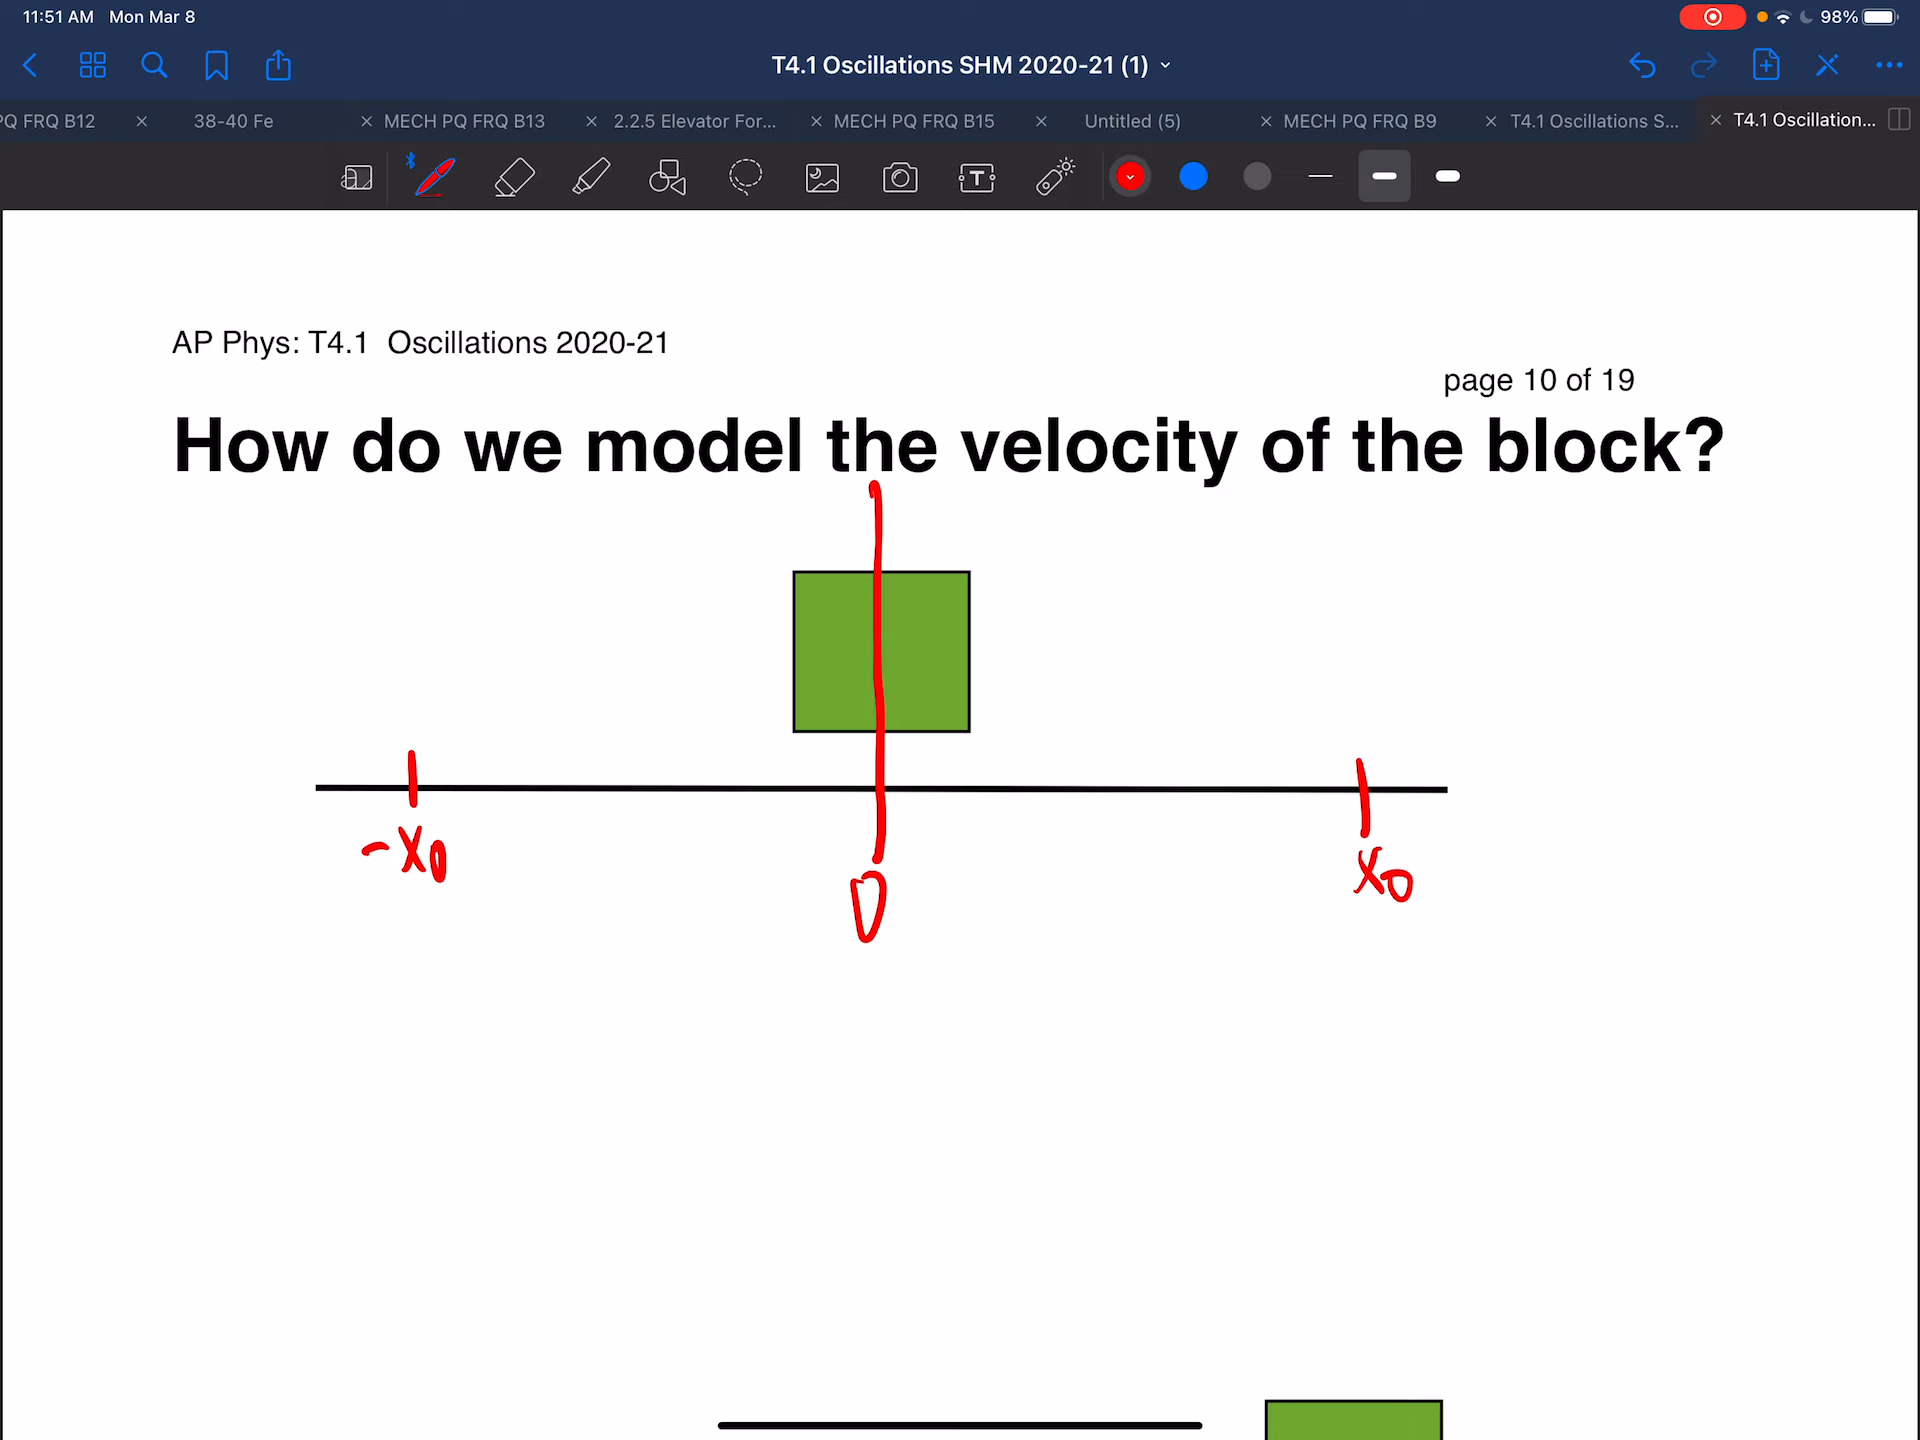 11:51 AM Mon Mar 8 98%
T4.1 Oscillations SHM 2020-21 (1)
PQ FRQ B12 38-40 Fe MECH PQ FRQ B13 2.2.5 Elevator For... MECH PQ FRQ B15 Untitled (5) MECH PQ FRQ B9 T4.1 Oscillations S... T4.1 Oscillation...
AP Phys: T4.1 Oscillations 2020-21
page 10 of 19
How do we model the velocity of the block?
-x0 0 x0